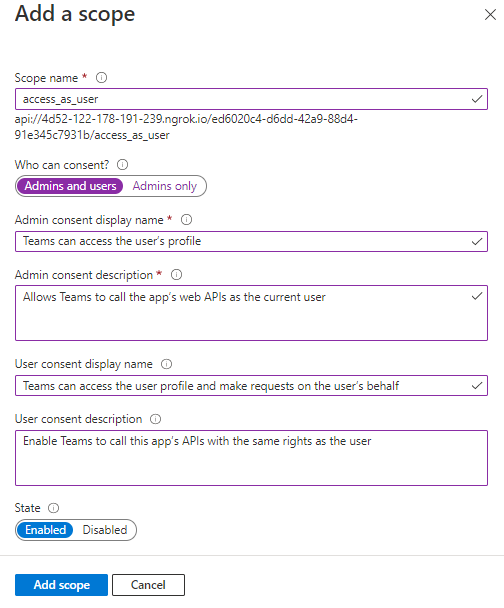 Add a scope
Scope name *
access_as_user
api://4d52-122-178-191-239.ngrok.io/ed6020c4-d6dd-42a9-88d4-
91e345c7931b/access_as_user
Who can consent?
Admins and users Admins only
Admin consent display name *
Teams can access the user's profile
Admin consent description *
Allows Teams to call the app's web APIs as the current user
User consent display name
Teams can access the user profile and make requests on the user's behalf
User consent description
Enable Teams to call this app's APIs with the same rights as the user
State
Enabled Disabled
Add scope Cancel